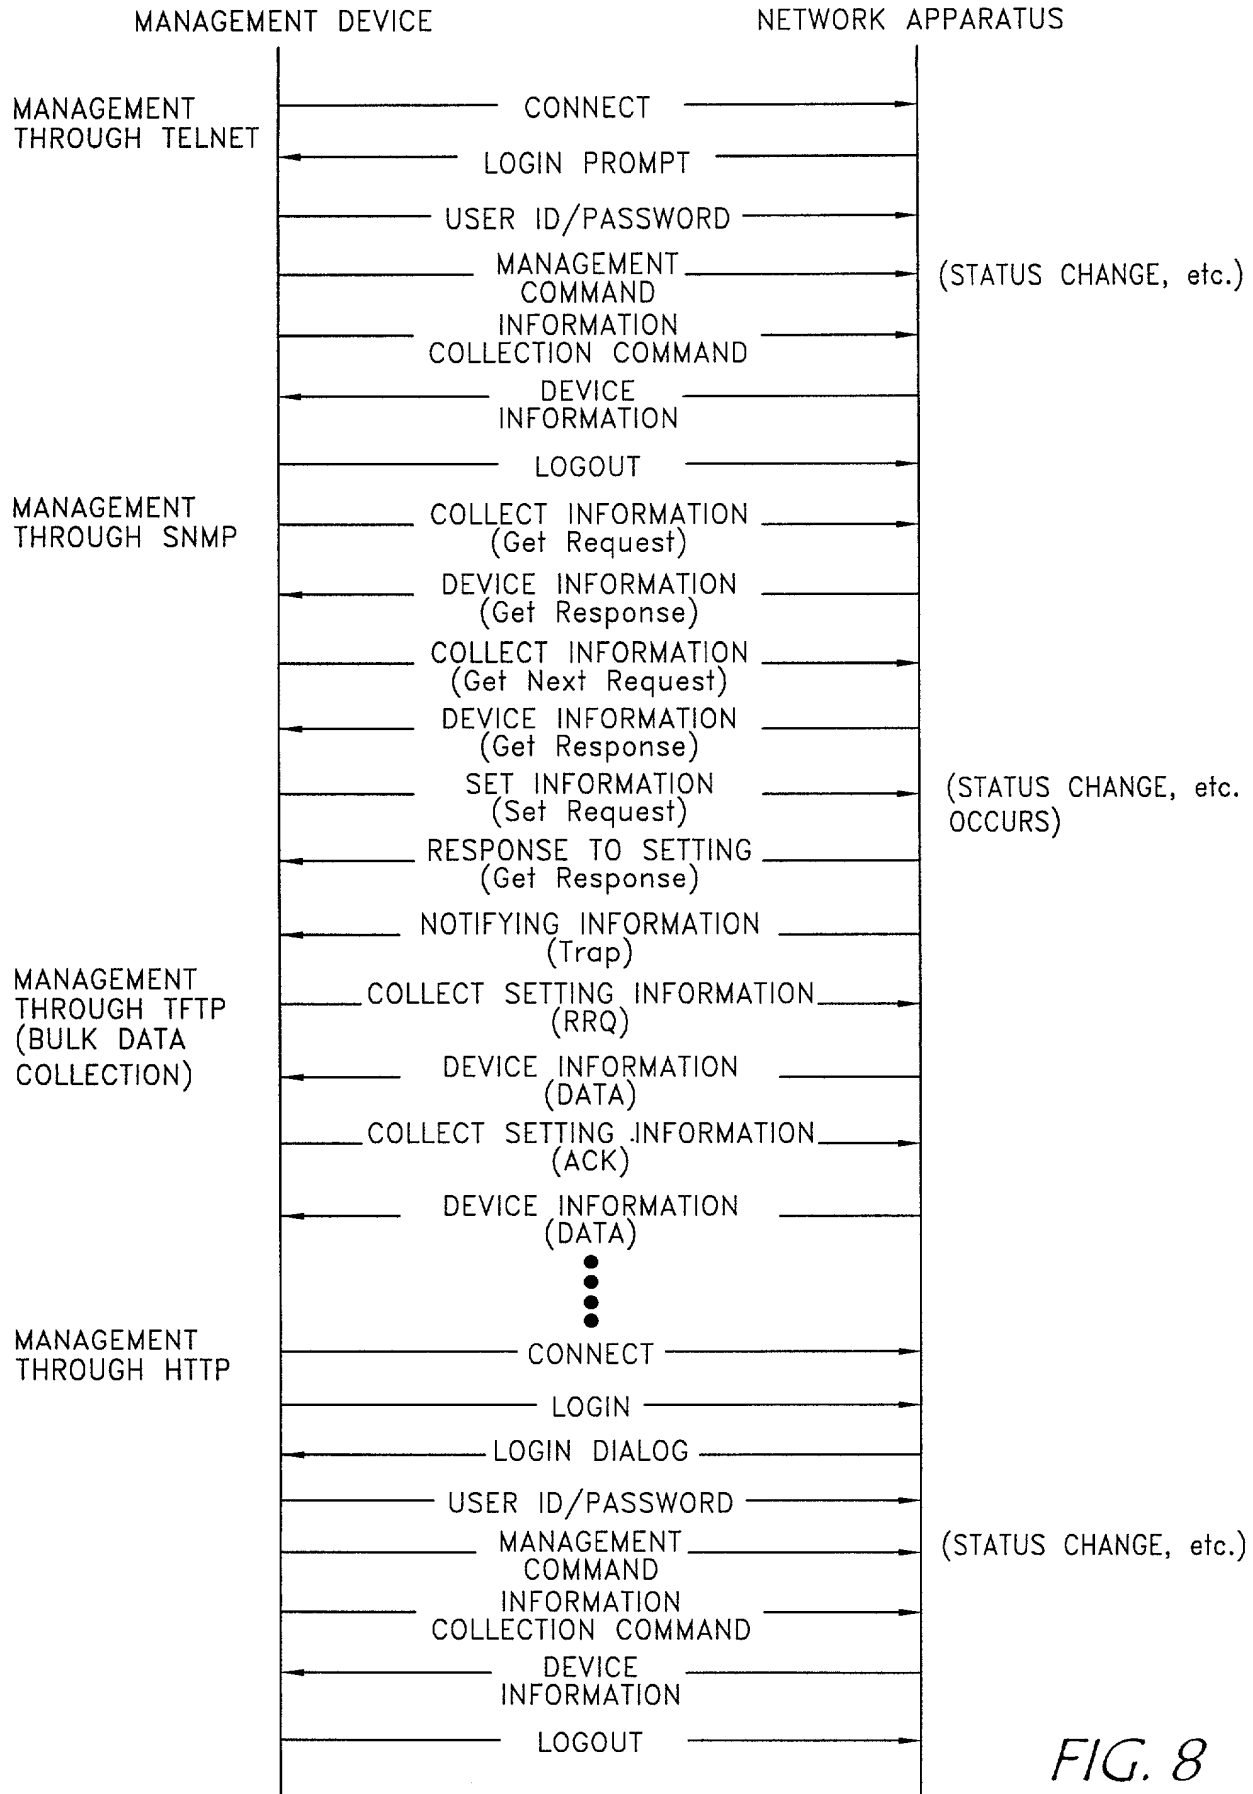 MANAGEMENT DEVICE
NETWORK APPARATUS
MANAGEMENT
THROUGH TELNET
CONNECT
LOGIN PROMPT
USER ID/PASSWORD
MANAGEMENT
COMMAND
(STATUS CHANGE, etc.)
INFORMATION
COLLECTION COMMAND
DEVICE
INFORMATION
LOGOUT
MANAGEMENT
THROUGH SNMP
COLLECT INFORMATION
(Get Request)
DEVICE INFORMATION
(Get Response)
COLLECT INFORMATION
(Get Next Request)
DEVICE INFORMATION
(Get Response)
SET INFORMATION
(Set Request)
(STATUS CHANGE, etc.
OCCURS)
RESPONSE TO SETTING
(Get Response)
NOTIFYING INFORMATION
(Trap)
MANAGEMENT
THROUGH TFTP
(BULK DATA
COLLECTION)
COLLECT SETTING INFORMATION
(RRQ)
DEVICE INFORMATION
(DATA)
COLLECT SETTING INFORMATION
(ACK)
DEVICE INFORMATION
(DATA)
MANAGEMENT
THROUGH HTTP
CONNECT
LOGIN
LOGIN DIALOG
USER ID/PASSWORD
MANAGEMENT
COMMAND
(STATUS CHANGE, etc.)
INFORMATION
COLLECTION COMMAND
DEVICE
INFORMATION
LOGOUT
FIG. 8